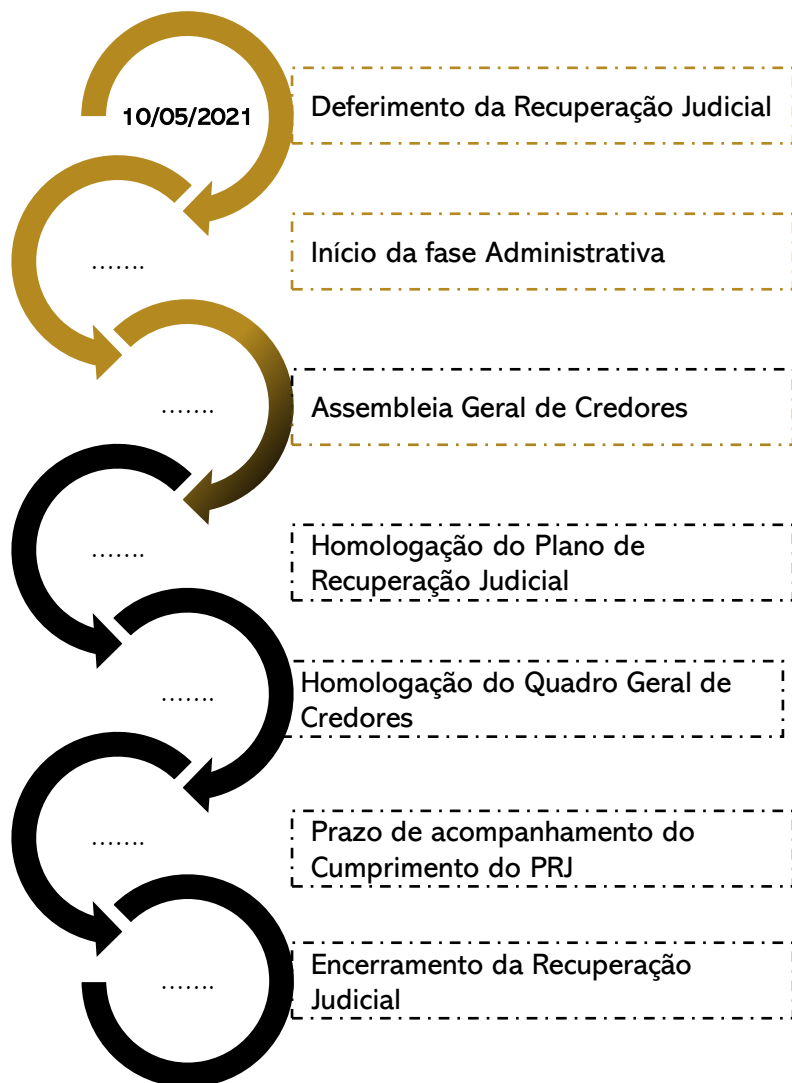 10/05/2021
Deferimento da Recuperação Judicial
.......
Início da fase Administrativa
.......
Assembleia Geral de Credores
.......
Homologação do Plano de
Recuperação Judicial
.......
Homologação do Quadro Geral de
Credores
.......
Prazo de acompanhamento do
Cumprimento do PRJ
.......
Encerramento da Recuperação
Judicial